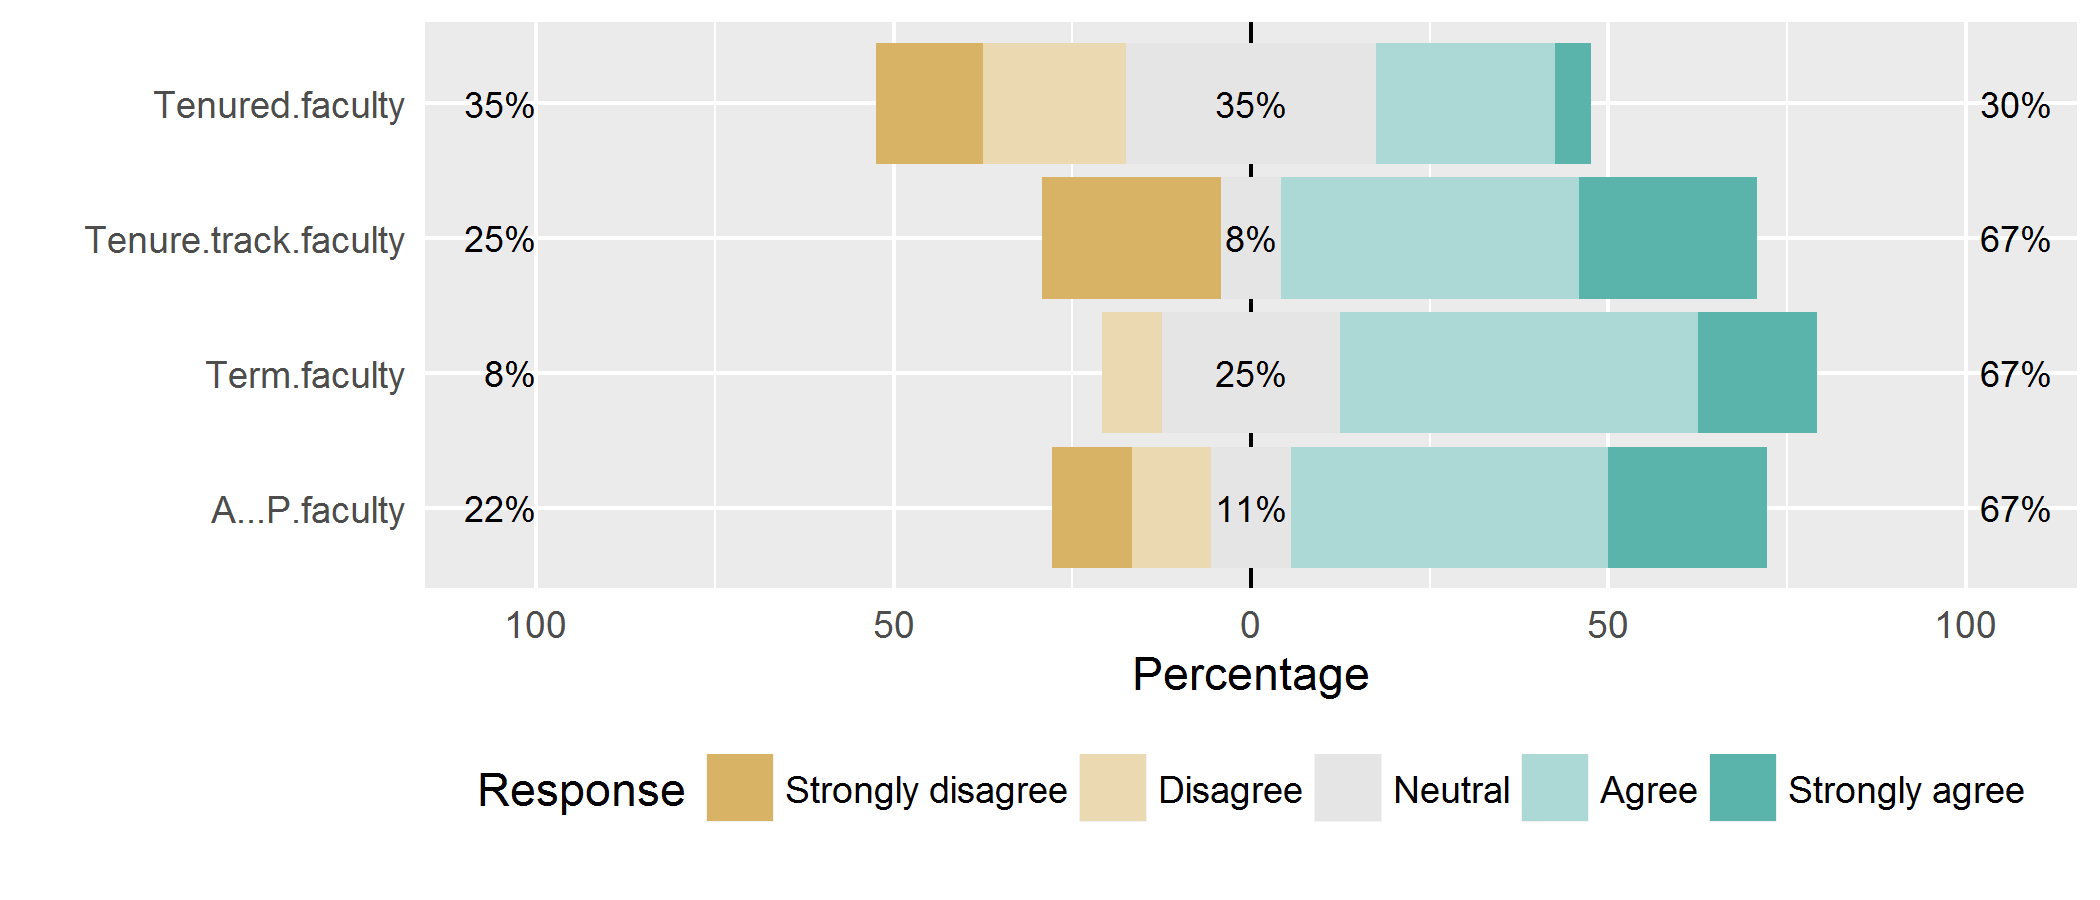 Tenured.faculty 35% 35% 30%
Tenure.track.faculty 25% 8% 67%
Term.faculty 8% 25% 67%
A...P.faculty 22% 11% 67%
100 50 0 50 100
Percentage
Response Strongly disagree Disagree Neutral Agree Strongly agree